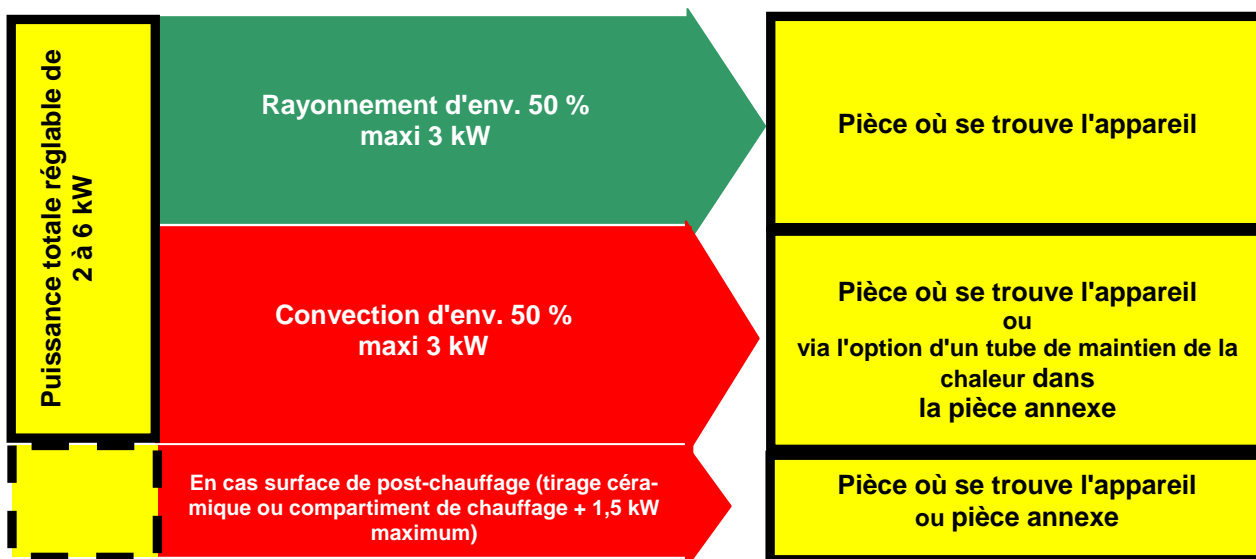 Puissance totale réglable de
2 à 6 kW
Rayonnement d'env. 50 %
maxi 3 kW
Pièce où se trouve l'appareil
Convection d'env. 50 %
maxi 3 kW
Pièce où se trouve l'appareil
ou
via l'option d'un tube de maintien de la
chaleur dans
la pièce annexe
En cas surface de post-chauffage (tirage céra-
mique ou compartiment de chauffage + 1,5 kW
maximum)
Pièce où se trouve l'appareil
ou pièce annexe